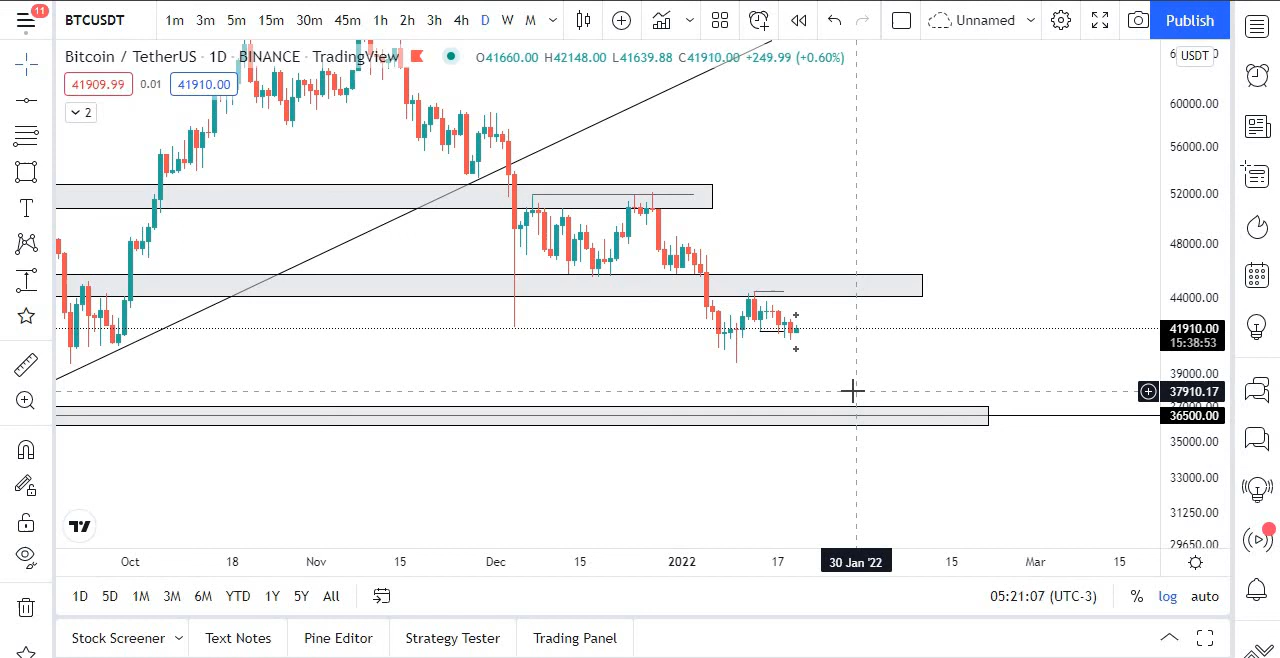 11
BTCUSDT 1m 3m 5m 15m 30m 45m 1h 2h 3h 4h D W M Unnamed Publish
Bitcoin / TetherUS · 1D · BINANCE · TradingView O41660.00 H42148.00 L41639.88 C41910.00 +249.99 (+0.60%)
USDT
41909.99 0.01 41910.00
2
60000.00
56000.00
52000.00
48000.00
44000.00
41910.00
15:38:53
39000.00
37910.17
36500.00
35000.00
33000.00
31250.00
29650.00
Oct 18 Nov 15 Dec 15 2022 17 30 Jan '22 15 Mar 15
1D 5D 1M 3M 6M YTD 1Y 5Y All 05:21:07 (UTC-3) % log auto
Stock Screener Text Notes Pine Editor Strategy Tester Trading Panel